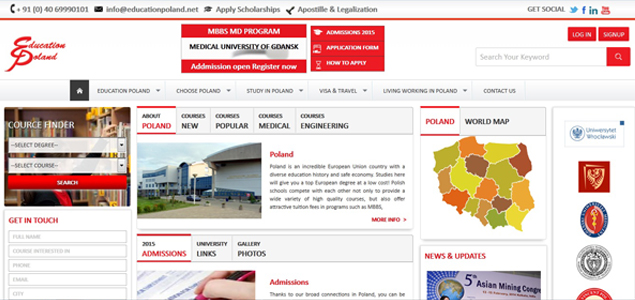 + 91 (0) 40 69990101
info@educationpoland.net
Apply Scholarships
Apostille & Legalization
GET SOCIAL
Education
Poland
MBBS MD PROGRAM
MEDICAL UNIVERSITY OF GDANSK
Addmission open Register now
ADMISSIONS 2015
APPLICATION FORM
HOW TO APPLY
LOG IN
SIGNUP
Search Your Keyword
EDUCATION POLAND
CHOOSE POLAND
STUDY IN POLAND
VISA & TRAVEL
LIVING WORKING IN POLAND
CONTACT US
COURCE FINDER
--SELECT DEGREE--
--SELECT COURSE--
SEARCH
GET IN TOUCH
FULL NAME
COURSE INTERESTED IN
PHONE
EMAIL
CITY
ABOUT
POLAND
COURSES
NEW
COURSES
POPULAR
COURSES
MEDICAL
COURSES
ENGINEERING
Poland
Poland is an incredible European Union country with a
diverse education history and safe economy. Studies here
will give you a top European degree at a low cost! Polish
schools compete with each other not only to provide a
wide variety of high quality courses, but also offer
attractive tuition fees in programs such as MBBS,
MORE INFO >
2015
ADMISSIONS
UNIVERSITY
LINKS
GALLERY
PHOTOS
Admissions
Thanks to our broad connections in Poland, you can be
POLAND
WORLD MAP
NEWS & UPDATES
5th Asian Mining Congress
Uniwersytet
Wrocławski